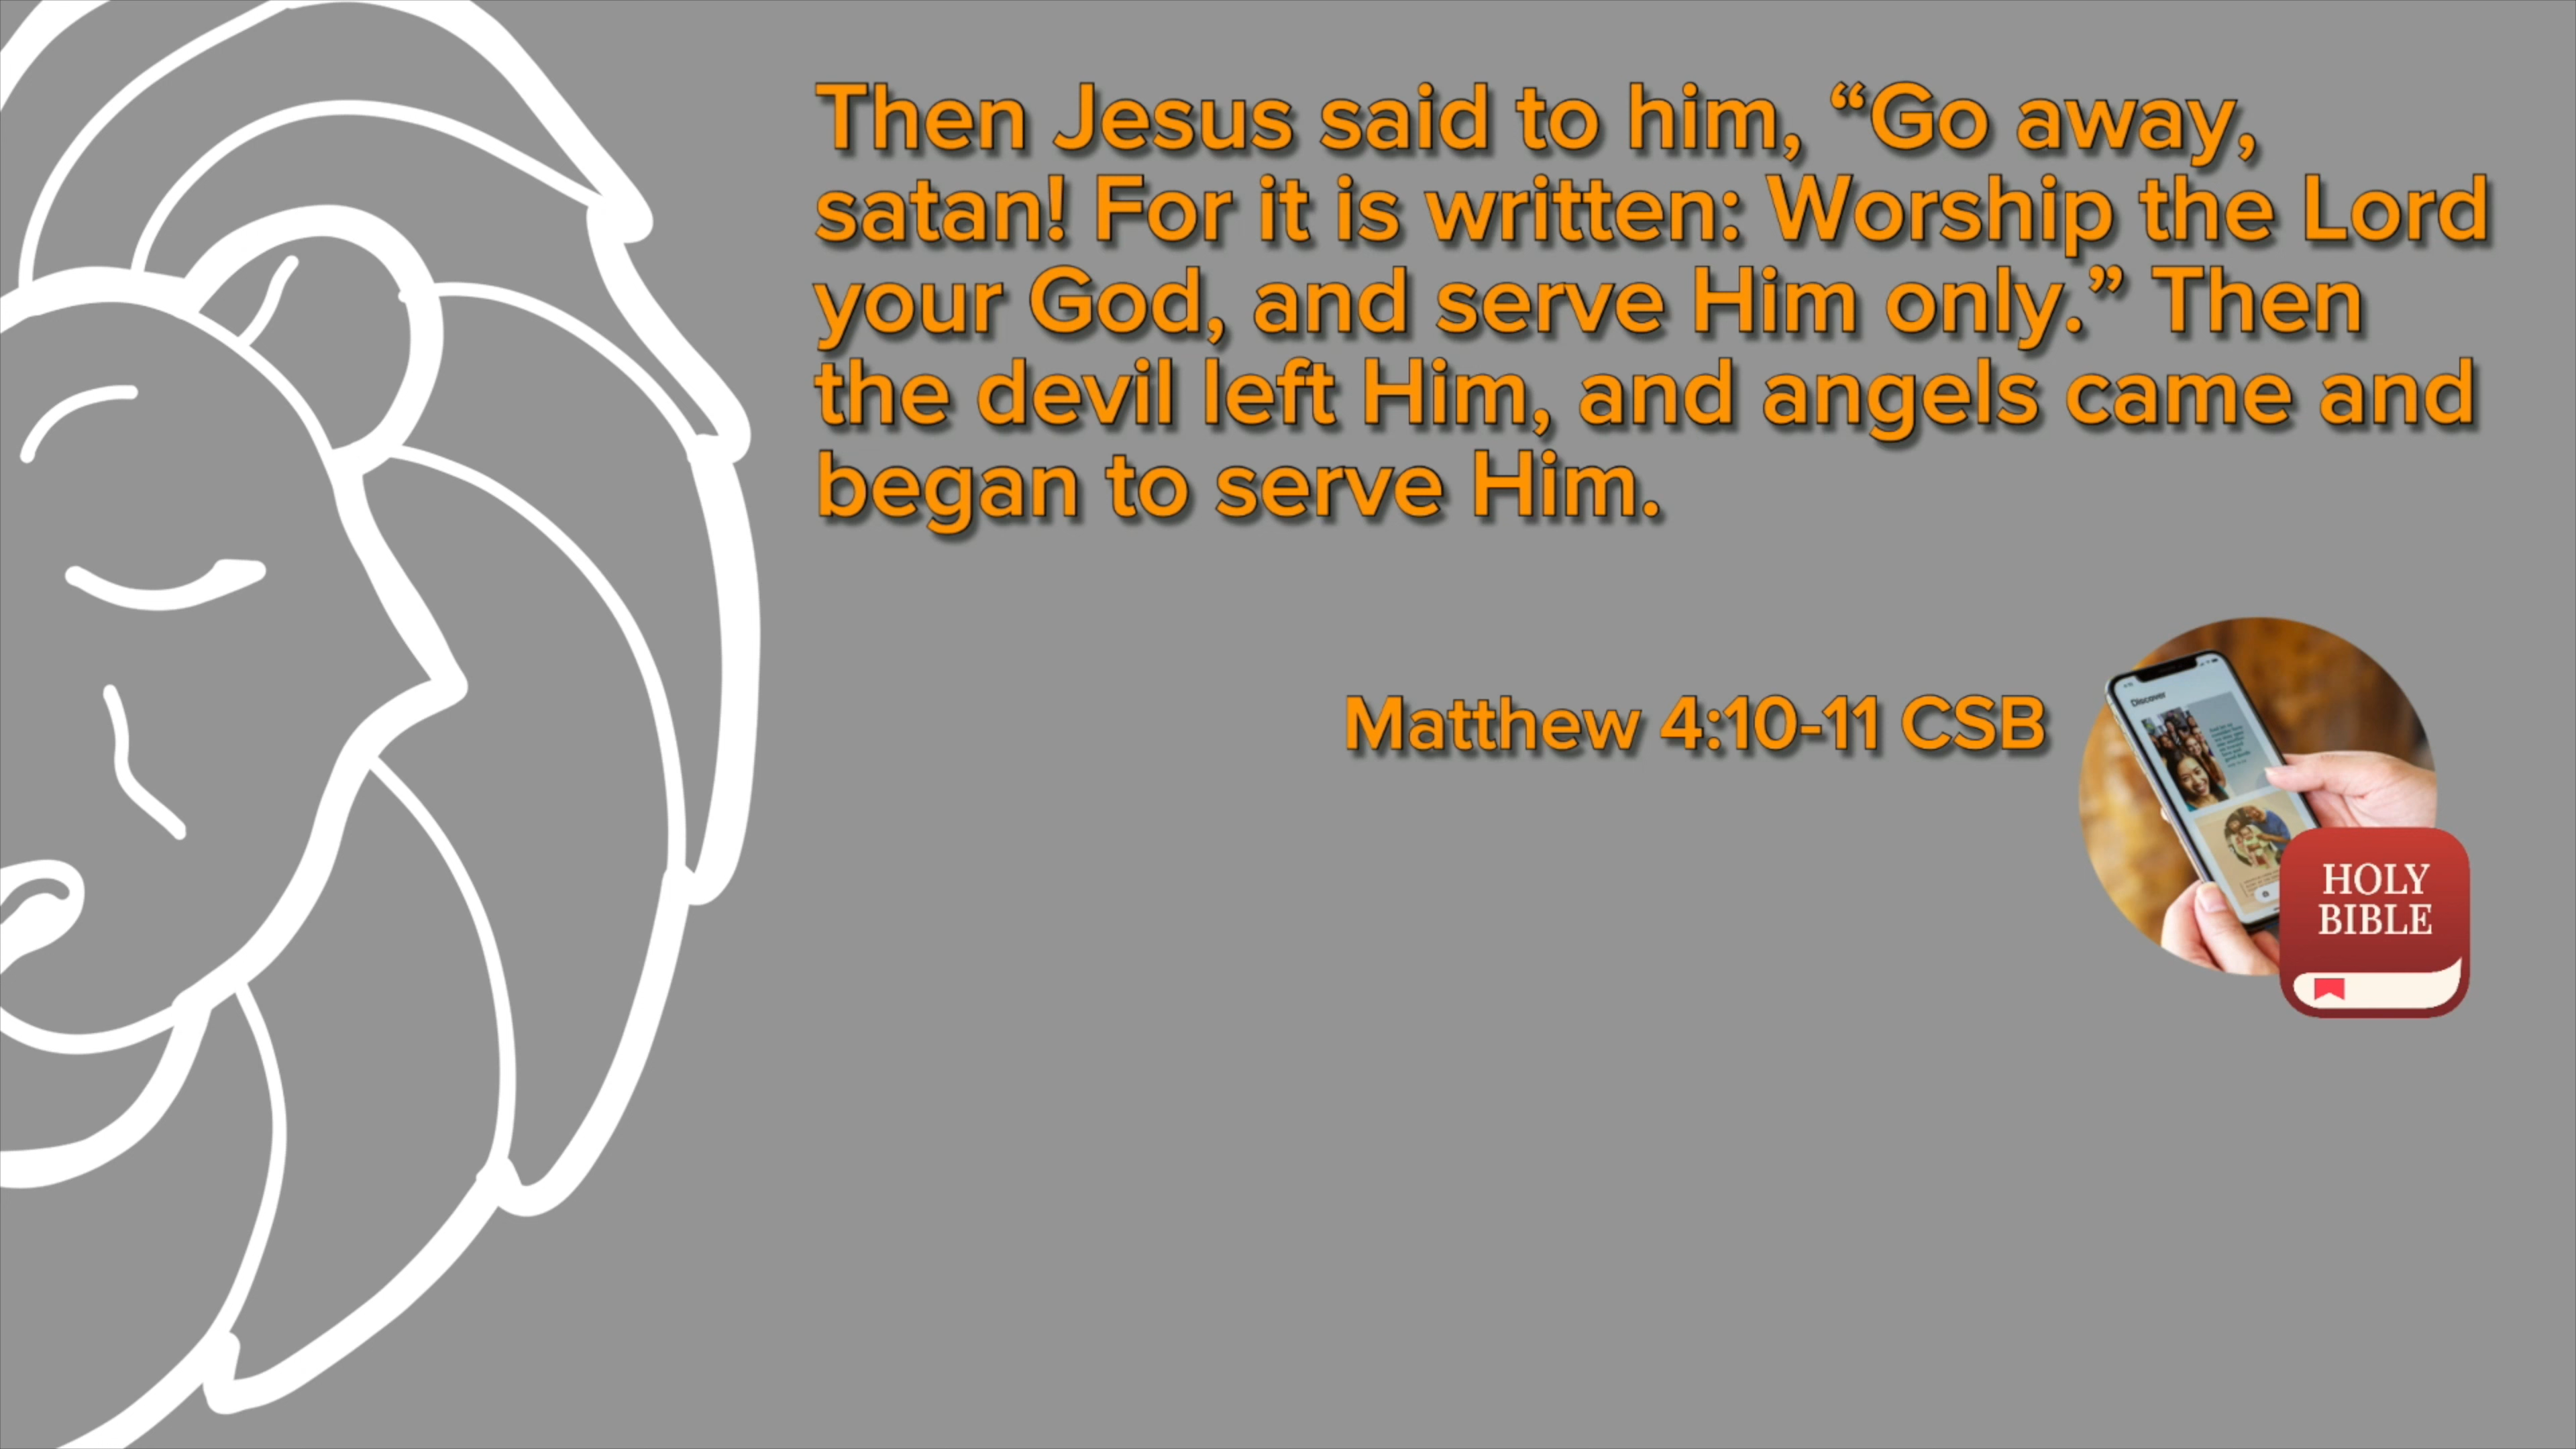 Then Jesus said to him, “Go away,
satan! For it is written: Worship the Lord
your God, and serve Him only.” Then
the devil left Him, and angels came and
began to serve Him.
Matthew 4:10-11 CSB
Discover
HOLY
BIBLE